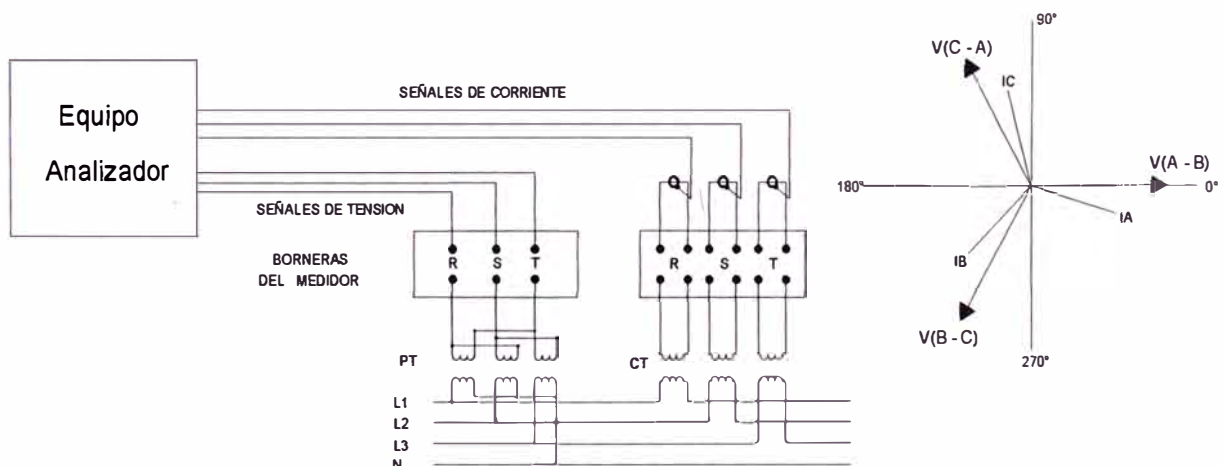 Equipo
Analizador
SEÑALES DE CORRIENTE
SEÑALES DE TENSION
BORNERAS
DEL MEDIDOR
R S T
R S T
PT
CT
L1
L2
L3
N
90°
V(C - A)
IC
V(A - B)
180°
0°
IA
IB
V(B - C)
270°